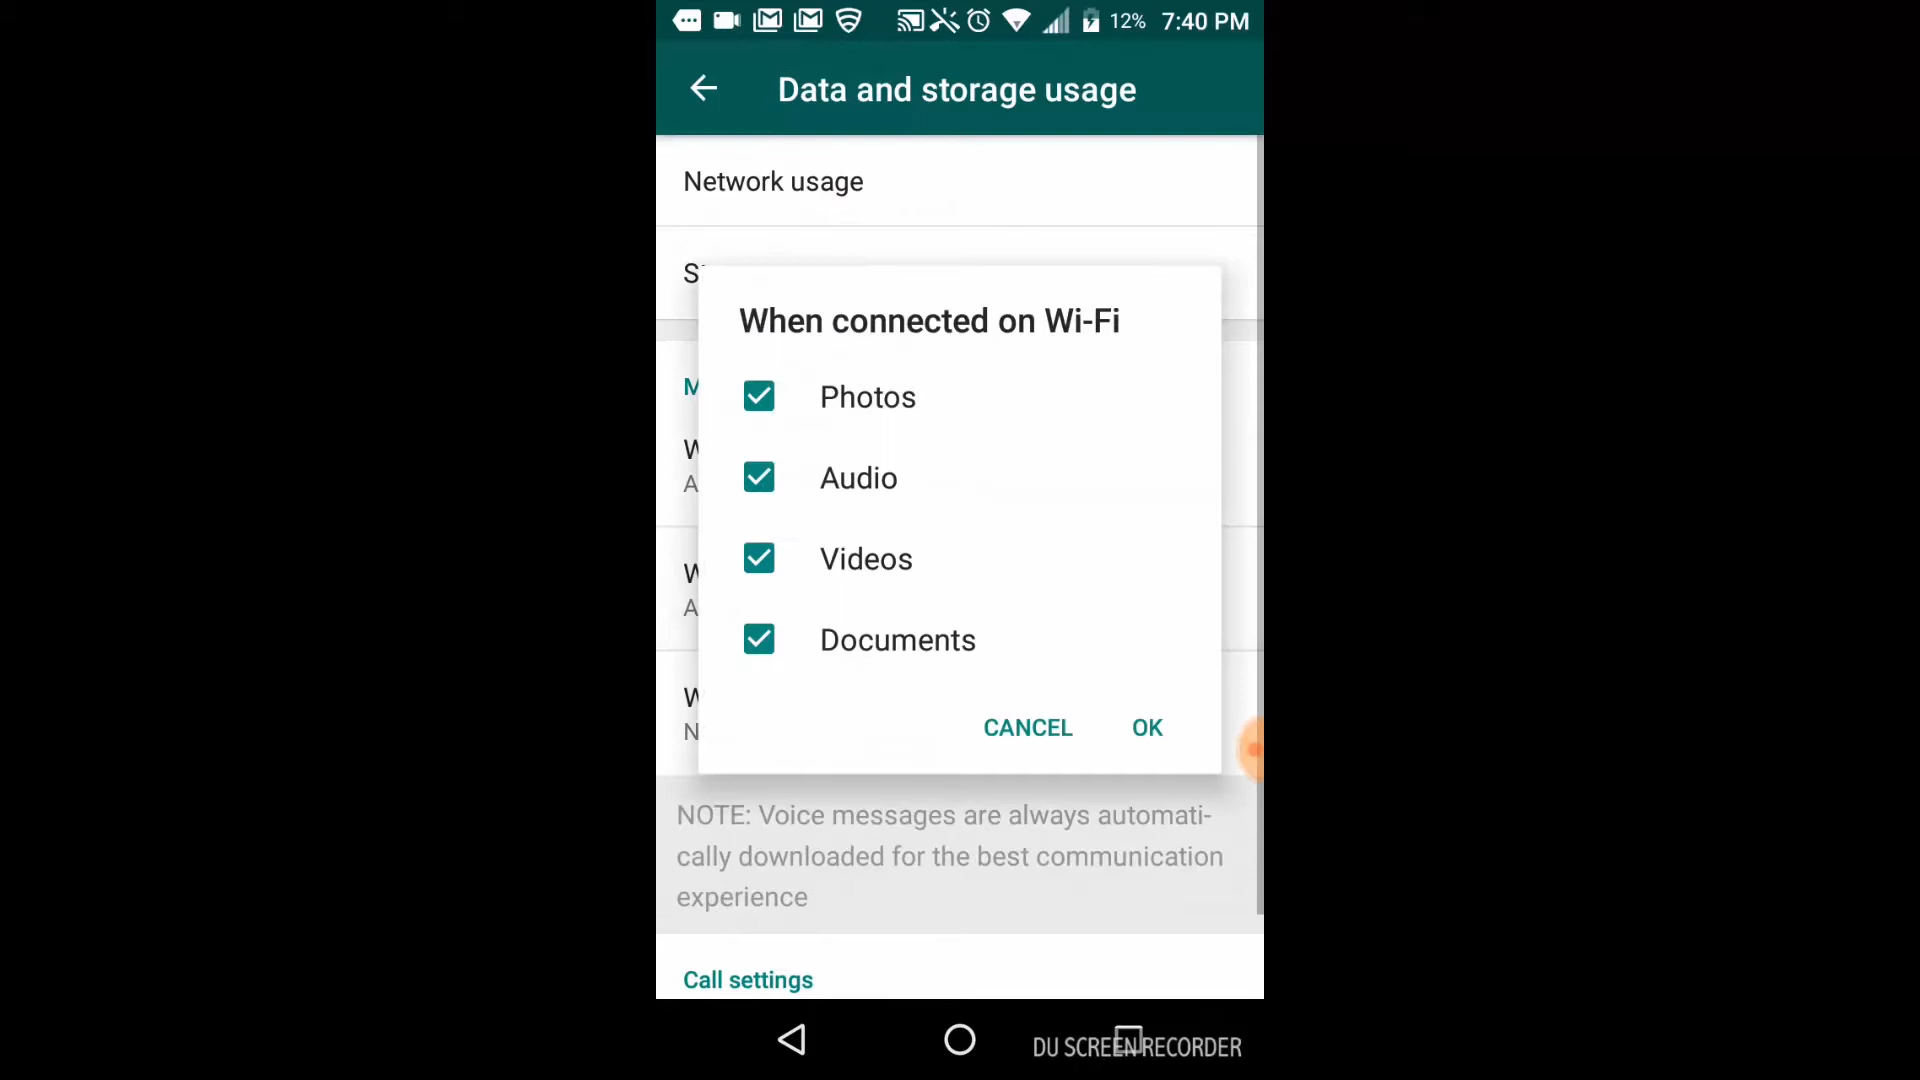 12% 7:40 PM
Data and storage usage
Network usage
When connected on Wi-Fi
Photos
Audio
Videos
Documents
CANCEL OK
NOTE: Voice messages are always automati-
cally downloaded for the best communication
experience
Call settings
DU SCREEN RECORDER